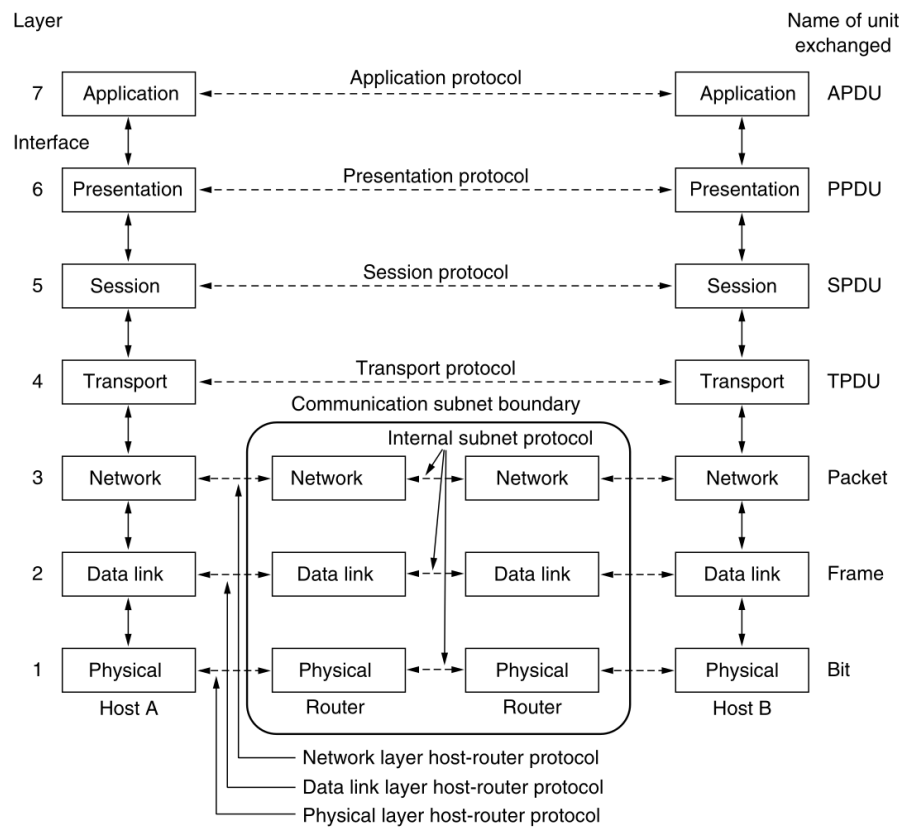 Layer
Name of unit
exchanged
Application protocol
7 Application Application APDU
Interface
Presentation protocol
6 Presentation Presentation PPDU
Session protocol
5 Session Session SPDU
Transport protocol
4 Transport Transport TPDU
Communication subnet boundary
Internal subnet protocol
3 Network Network Network Network Packet
2 Data link Data link Data link Data link Frame
1 Physical Physical Physical Physical Bit
Host A Router Router Host B
Network layer host-router protocol
Data link layer host-router protocol
Physical layer host-router protocol